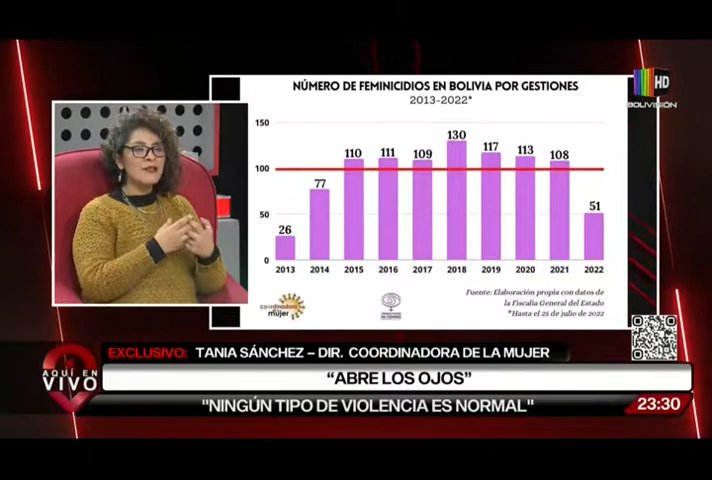 NÚMERO DE FEMINICIDIOS EN BOLIVIA POR GESTIONES
2013-2022*
HD
BOLIVISIÓN
150
100
50
0
26
77
110
111
109
130
117
113
108
51
2013
2014
2015
2016
2017
2018
2019
2020
2021
2022
coordinadora
de la
mujer
Fuente: Elaboración propia con datos de
la Fiscalía General del Estado
*Hasta el 25 de julio de 2022
EXCLUSIVO: TANIA SÁNCHEZ – DIR. COORDINADORA DE LA MUJER
AQUÍ EN
VIVO
“ABRE LOS OJOS”
"NINGÚN TIPO DE VIOLENCIA ES NORMAL"
23:30